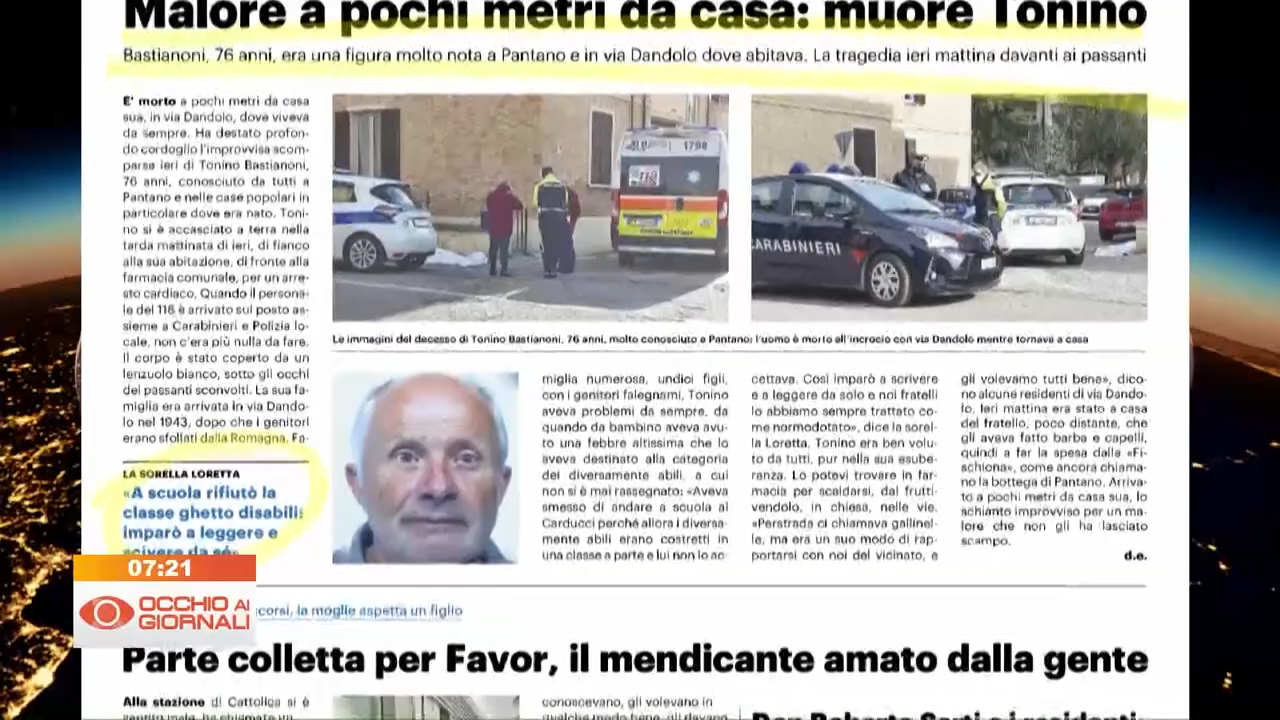 Malore a pochi metri da casa: muore Tonino
Bastianoni, 76 anni, era una figura molto nota a Pantano e in via Dandolo dove abitava. La tragedia ieri mattina davanti ai passanti
E' morto a pochi metri da casa
sua, in via Dandolo, dove viveva
da sempre. Ha destato profon-
do cordoglio l'improvvisa scom-
parsa ieri di Tonino Bastianoni,
76 anni, conosciuto da tutti a
Pantano e nelle case popolari in
particolare dove era nato. Toni-
no si è accasciato a terra nella
tarda mattinata di ieri, di fianco
alla sua abitazione, di fronte alla
farmacia comunale, per un arre-
sto cardiaco. Quando il persona-
le del 118 è arrivato sul posto as-
sieme a Carabinieri e Polizia lo-
cale, non c'era più nulla da fare.
Il corpo è stato coperto da un
lenzuolo bianco, sotto gli occhi
dei passanti sconvolti. La sua fa-
miglia era arrivata in via Dando-
lo nel 1943, dopo che i genitori
erano sfollati dalla Romagna. Fa-
LA SORELLA LORETTA
«A scuola rifiutò la
classe ghetto disabili:
imparò a leggere e
scivere da sé»
1798
118
CARABINIERI
Le immagini del decesso di Tonino Bastianoni, 76 anni, molto conosciuto a Pantano: l'uomo è morto all'incrocio con via Dandolo mentre tornava a casa
miglia numerosa, undici figli,
con i genitori falegnami, Tonino
aveva problemi da sempre, da
quando da bambino aveva avu-
to una febbre altissima che lo
aveva destinato alla categoria
dei diversamente abili, a cui
non si è mai rassegnato: «Aveva
smesso di andare a scuola al
Carducci perché allora i diversa-
mente abili erano costretti in
una classe a parte e lui non lo ac-
cettava. Così imparò a scrivere
e a leggere da solo e noi fratelli
lo abbiamo sempre trattato co-
me normodotato», dice la sorel-
la Loretta. Tonino era ben volu-
to da tutti, pur nella sua esube-
ranza. Lo potevi trovare in far-
macia per scaldarsi, dal frutti-
vendolo, in chiesa, nelle vie.
«Perstrada ci chiamava gallinel-
le, ma era un suo modo di rap-
portarsi con noi del vicinato, e
gli volevamo tutti bene», dico-
no alcune residenti di via Dando-
lo. Ieri mattina era stato a casa
del fratello, poco distante, che
gli aveva fatto barba e capelli,
quindi a far la spesa dalla «Fi-
schiona», come ancora chiama-
no la bottega di Pantano. Arriva-
to a pochi metri da casa sua, lo
schianto improvviso per un ma-
lore che non gli ha lasciato
scampo.
d.e.
07:21
OCCHIO AI
GIORNALI
corsi, la moglie aspetta un figlio
Parte colletta per Favor, il mendicante amato dalla gente
Alla stazione di Cattolica si è
conoscevano, gli volevano in
Don Roberto Sarti e i residenti: